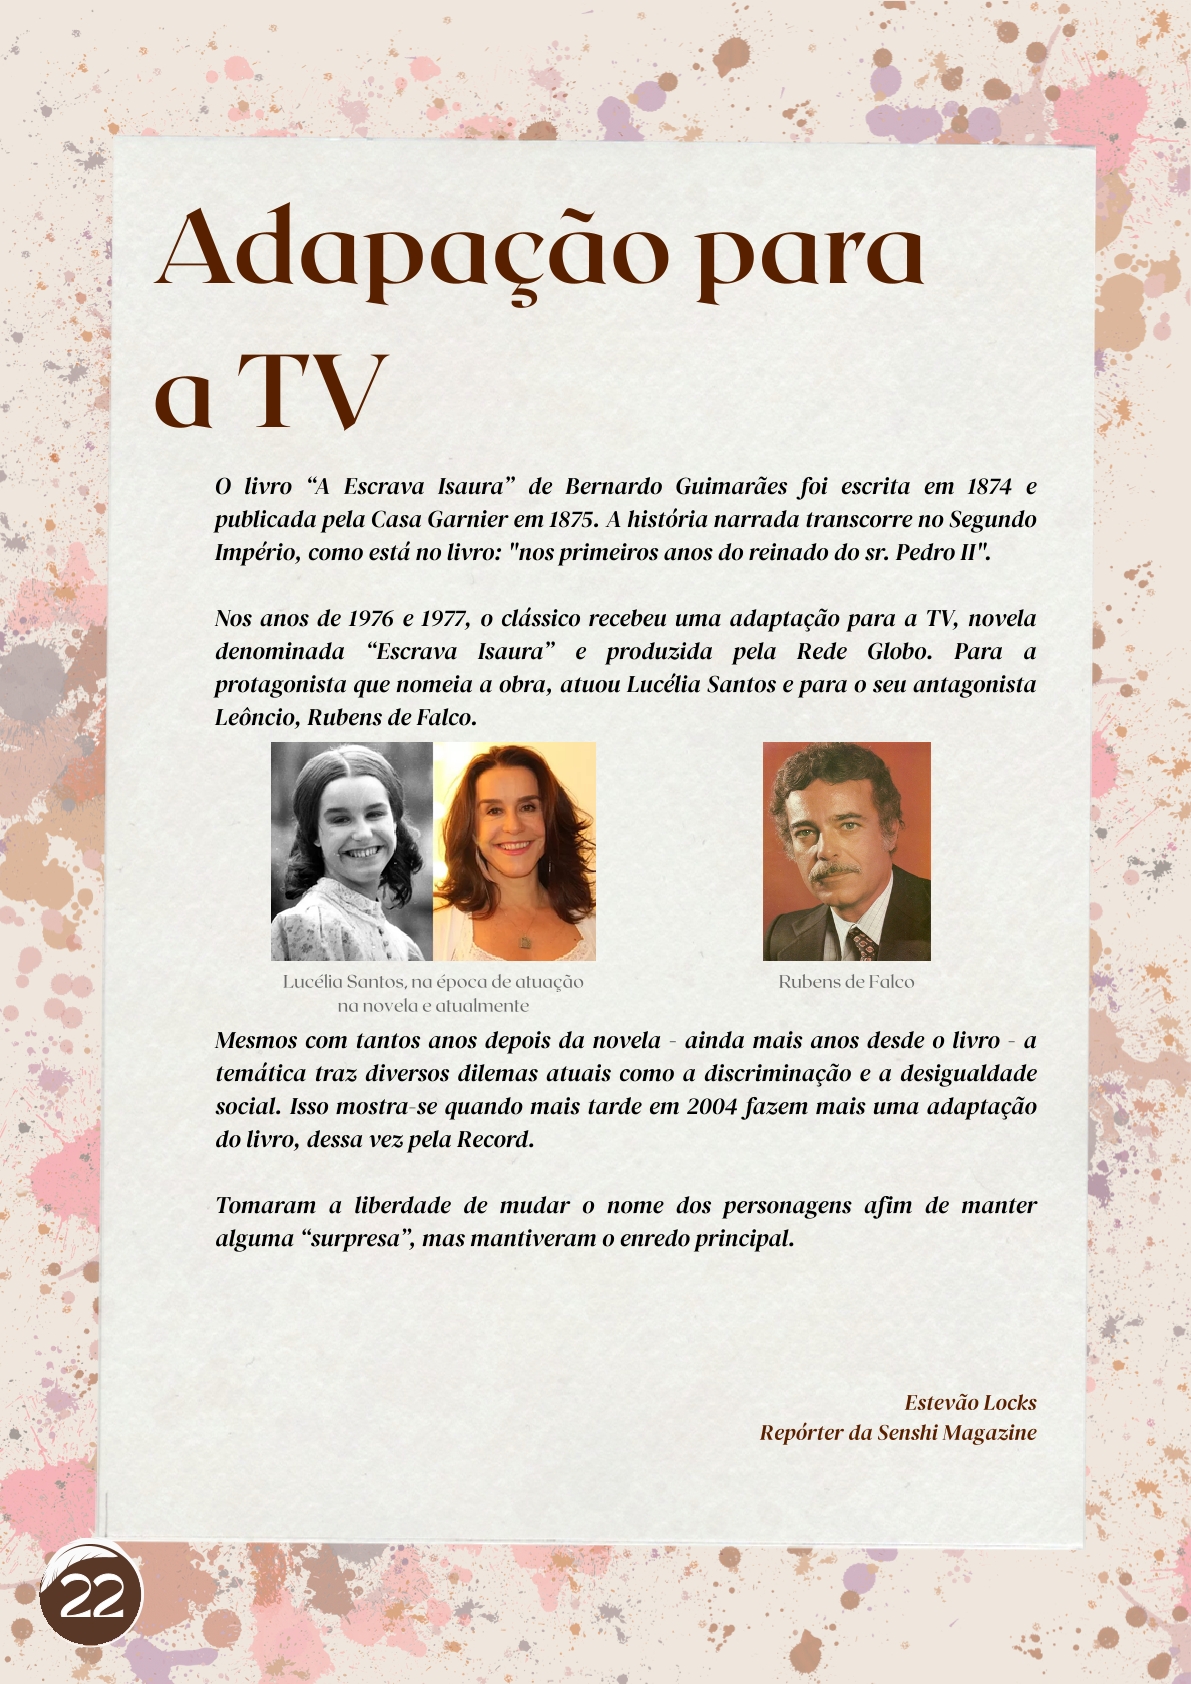 Adapação para
a TV
O livro “A Escrava Isaura” de Bernardo Guimarães foi escrita em 1874 e
publicada pela Casa Garnier em 1875. A história narrada transcorre no Segundo
Império, como está no livro: "nos primeiros anos do reinado do sr. Pedro II".
Nos anos de 1976 e 1977, o clássico recebeu uma adaptação para a TV, novela
denominada “Escrava Isaura” e produzida pela Rede Globo. Para a
protagonista que nomeia a obra, atuou Lucélia Santos e para o seu antagonista
Leôncio, Rubens de Falco.
Lucélia Santos, na época de atuação
na novela e atualmente
Rubens de Falco
Mesmos com tantos anos depois da novela - ainda mais anos desde o livro - a
temática traz diversos dilemas atuais como a discriminação e a desigualdade
social. Isso mostra-se quando mais tarde em 2004 fazem mais uma adaptação
do livro, dessa vez pela Record.
Tomaram a liberdade de mudar o nome dos personagens afim de manter
alguma “surpresa”, mas mantiveram o enredo principal.
Estevão Locks
Repórter da Senshi Magazine
22